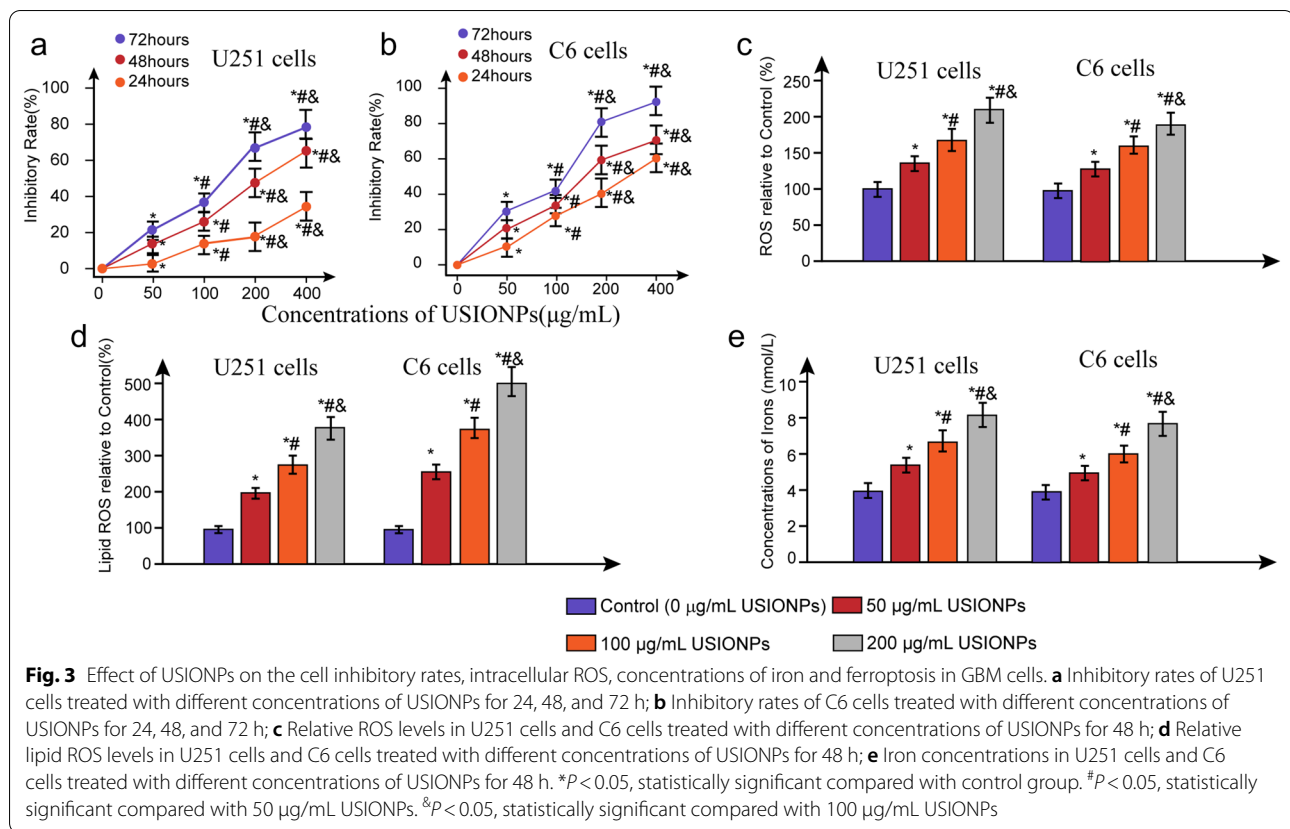 a
72hours
48hours
24hours
U251 cells
Inhibitory Rate(%)
100
80
60
40
20
0
*
*#
*#&
*#&
*
*#
*#&
*#&
*
*#
*#&
*#&
0 50 100 200 400
b
72hours
48hours
24hours
C6 cells
Inhibitory Rate(%)
100
80
60
40
20
0
*
*#
*#&
*#&
*
*#
*#&
*#&
*
*#
*#&
*#&
0 50 100 200 400
Concentrations of USIONPs(μg/mL)
c
U251 cells C6 cells
ROS relative to Control (%)
250
200
150
100
50
0
* *# *#& * *# *#&
d
U251 cells C6 cells
Lipid ROS relative to Control(%)
500
400
300
200
100
0
* *# *#& * *# *#&
e
U251 cells C6 cells
Concentrations of Irons (nmol/L)
10
8
6
4
2
0
* *# *#& * *# *#&
Control (0 μg/mL USIONPs) 50 μg/mL USIONPs
100 μg/mL USIONPs 200 μg/mL USIONPs
Fig. 3 Effect of USIONPs on the cell inhibitory rates, intracellular ROS, concentrations of iron and ferroptosis in GBM cells. a Inhibitory rates of U251
cells treated with different concentrations of USIONPs for 24, 48, and 72 h; b Inhibitory rates of C6 cells treated with different concentrations of
USIONPs for 24, 48, and 72 h; c Relative ROS levels in U251 cells and C6 cells treated with different concentrations of USIONPs for 48 h; d Relative
lipid ROS levels in U251 cells and C6 cells treated with different concentrations of USIONPs for 48 h; e Iron concentrations in U251 cells and C6
cells treated with different concentrations of USIONPs for 48 h. *P < 0.05, statistically significant compared with control group. #P < 0.05, statistically
significant compared with 50 μg/mL USIONPs. &P < 0.05, statistically significant compared with 100 μg/mL USIONPs